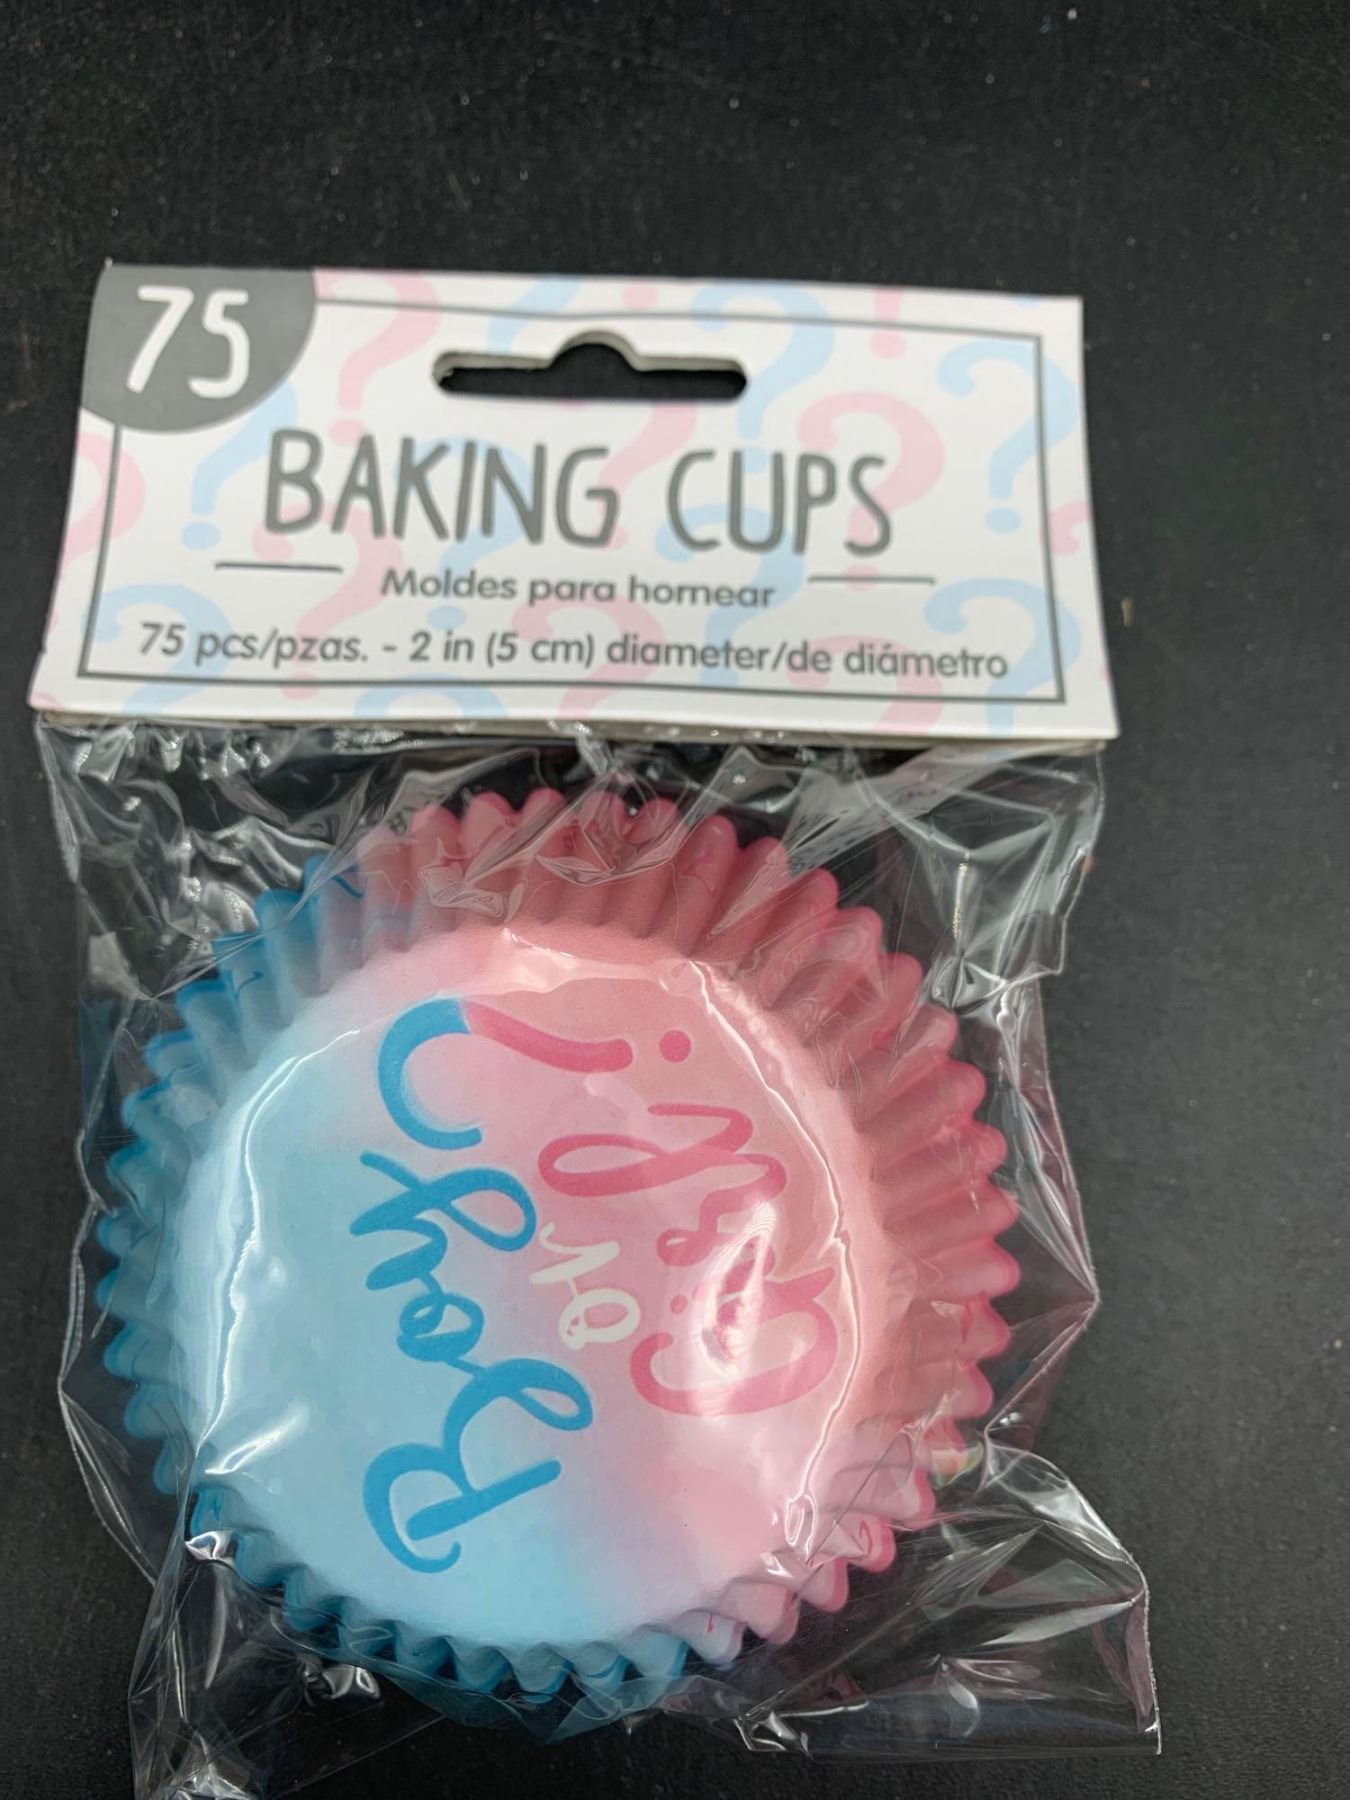 75
BAKING CUPS
Moldes para hornear
75 pcs/pzas. - 2 in (5 cm) diameter/de diámetro
Girl?
or
Boy?